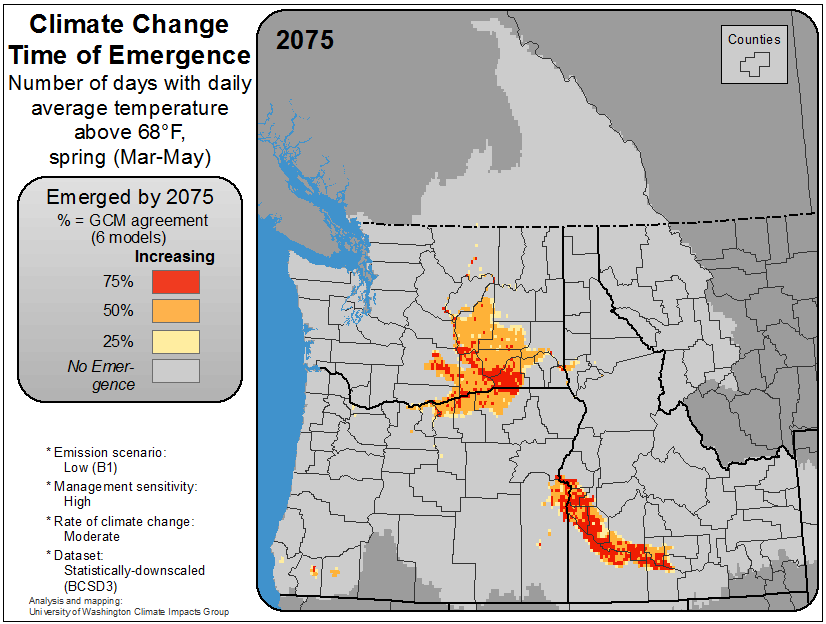 Climate Change
Time of Emergence
Number of days with daily
average temperature
above 68°F,
spring (Mar-May)
Emerged by 2075
% = GCM agreement
(6 models)
Increasing
75%
50%
25%
No Emer-
gence
* Emission scenario:
Low (B1)
* Management sensitivity:
High
* Rate of climate change:
Moderate
* Dataset:
Statistically-downscaled
(BCSD3)
Analysis and mapping:
University of Washington Climate Impacts Group
2075
Counties